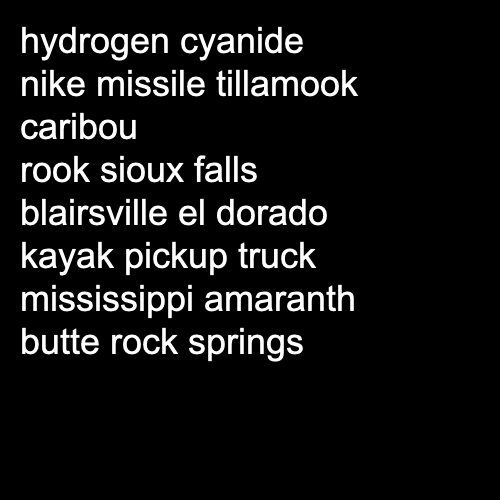 hydrogen cyanide
nike missile tillamook
caribou
rook sioux falls
blairsville el dorado
kayak pickup truck
mississippi amaranth
butte rock springs